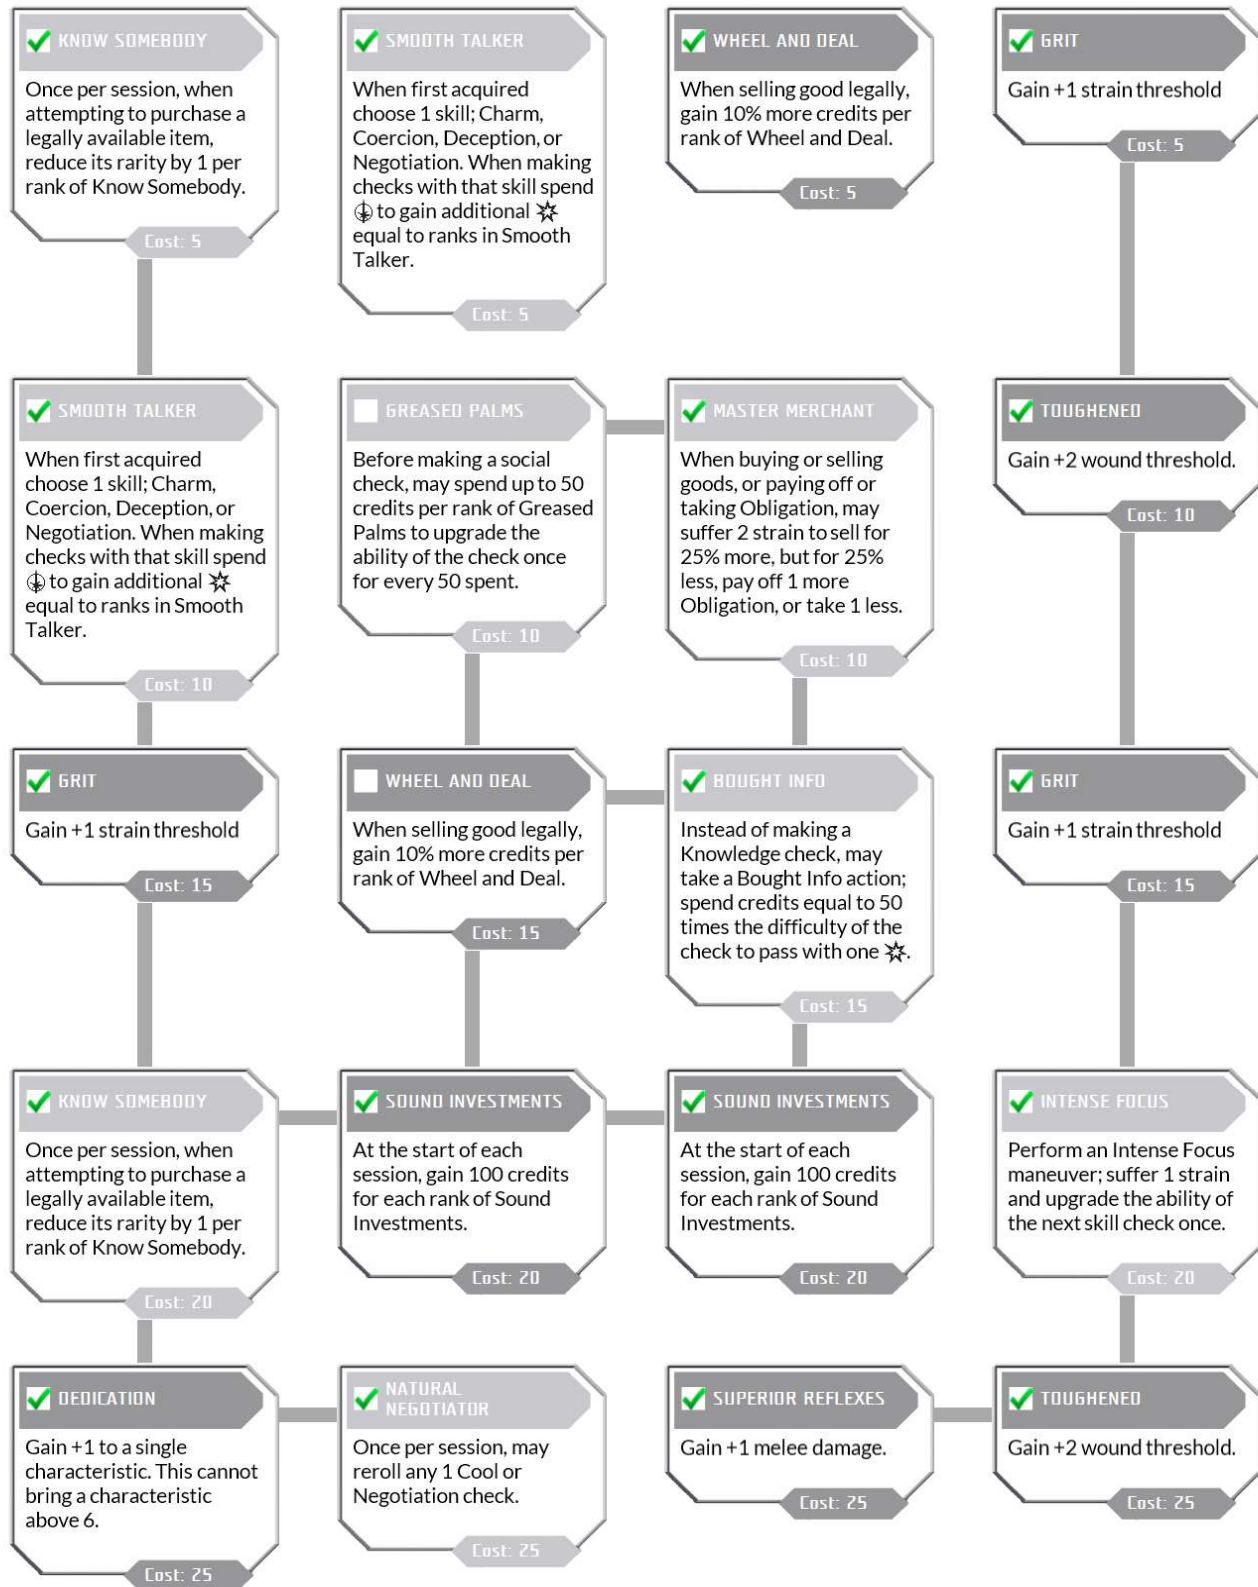 KNOW SOMEBODY
Once per session, when
attempting to purchase a
legally available item,
reduce its rarity by 1 per
rank of Know Somebody.
Cost: 5
SMOOTH TALKER
When first acquired
choose 1 skill; Charm,
Coercion, Deception, or
Negotiation. When making
checks with that skill spend
to gain additional
equal to ranks in Smooth
Talker.
Cost: 5
WHEEL AND DEAL
When selling good legally,
gain 10% more credits per
rank of Wheel and Deal.
Cost: 5
GRIT
Gain +1 strain threshold
Cost: 5
SMOOTH TALKER
When first acquired
choose 1 skill; Charm,
Coercion, Deception, or
Negotiation. When making
checks with that skill spend
to gain additional
equal to ranks in Smooth
Talker.
Cost: 10
GREASED PALMS
Before making a social
check, may spend up to 50
credits per rank of Greased
Palms to upgrade the
ability of the check once
for every 50 spent.
Cost: 10
MASTER MERCHANT
When buying or selling
goods, or paying off or
taking Obligation, may
suffer 2 strain to sell for
25% more, but for 25%
less, pay off 1 more
Obligation, or take 1 less.
Cost: 10
TOUGHENED
Gain +2 wound threshold.
Cost: 10
GRIT
Gain +1 strain threshold
Cost: 15
WHEEL AND DEAL
When selling good legally,
gain 10% more credits per
rank of Wheel and Deal.
Cost: 15
BOUGHT INFO
Instead of making a
Knowledge check, may
take a Bought Info action;
spend credits equal to 50
times the difficulty of the
check to pass with one
Cost: 15
GRIT
Gain +1 strain threshold
Cost: 15
KNOW SOMEBODY
Once per session, when
attempting to purchase a
legally available item,
reduce its rarity by 1 per
rank of Know Somebody.
Cost: 20
SOUND INVESTMENTS
At the start of each
session, gain 100 credits
for each rank of Sound
Investments.
Cost: 20
SOUND INVESTMENTS
At the start of each
session, gain 100 credits
for each rank of Sound
Investments.
Cost: 20
INTENSE FOCUS
Perform an Intense Focus
maneuver; suffer 1 strain
and upgrade the ability of
the next skill check once.
Cost: 20
DEDICATION
Gain +1 to a single
characteristic. This cannot
bring a characteristic
above 6.
Cost: 25
NATURAL
NEGOTIATOR
Once per session, may
reroll any 1 Cool or
Negotiation check.
Cost: 25
SUPERIOR REFLEXES
Gain +1 melee damage.
Cost: 25
TOUGHENED
Gain +2 wound threshold.
Cost: 25